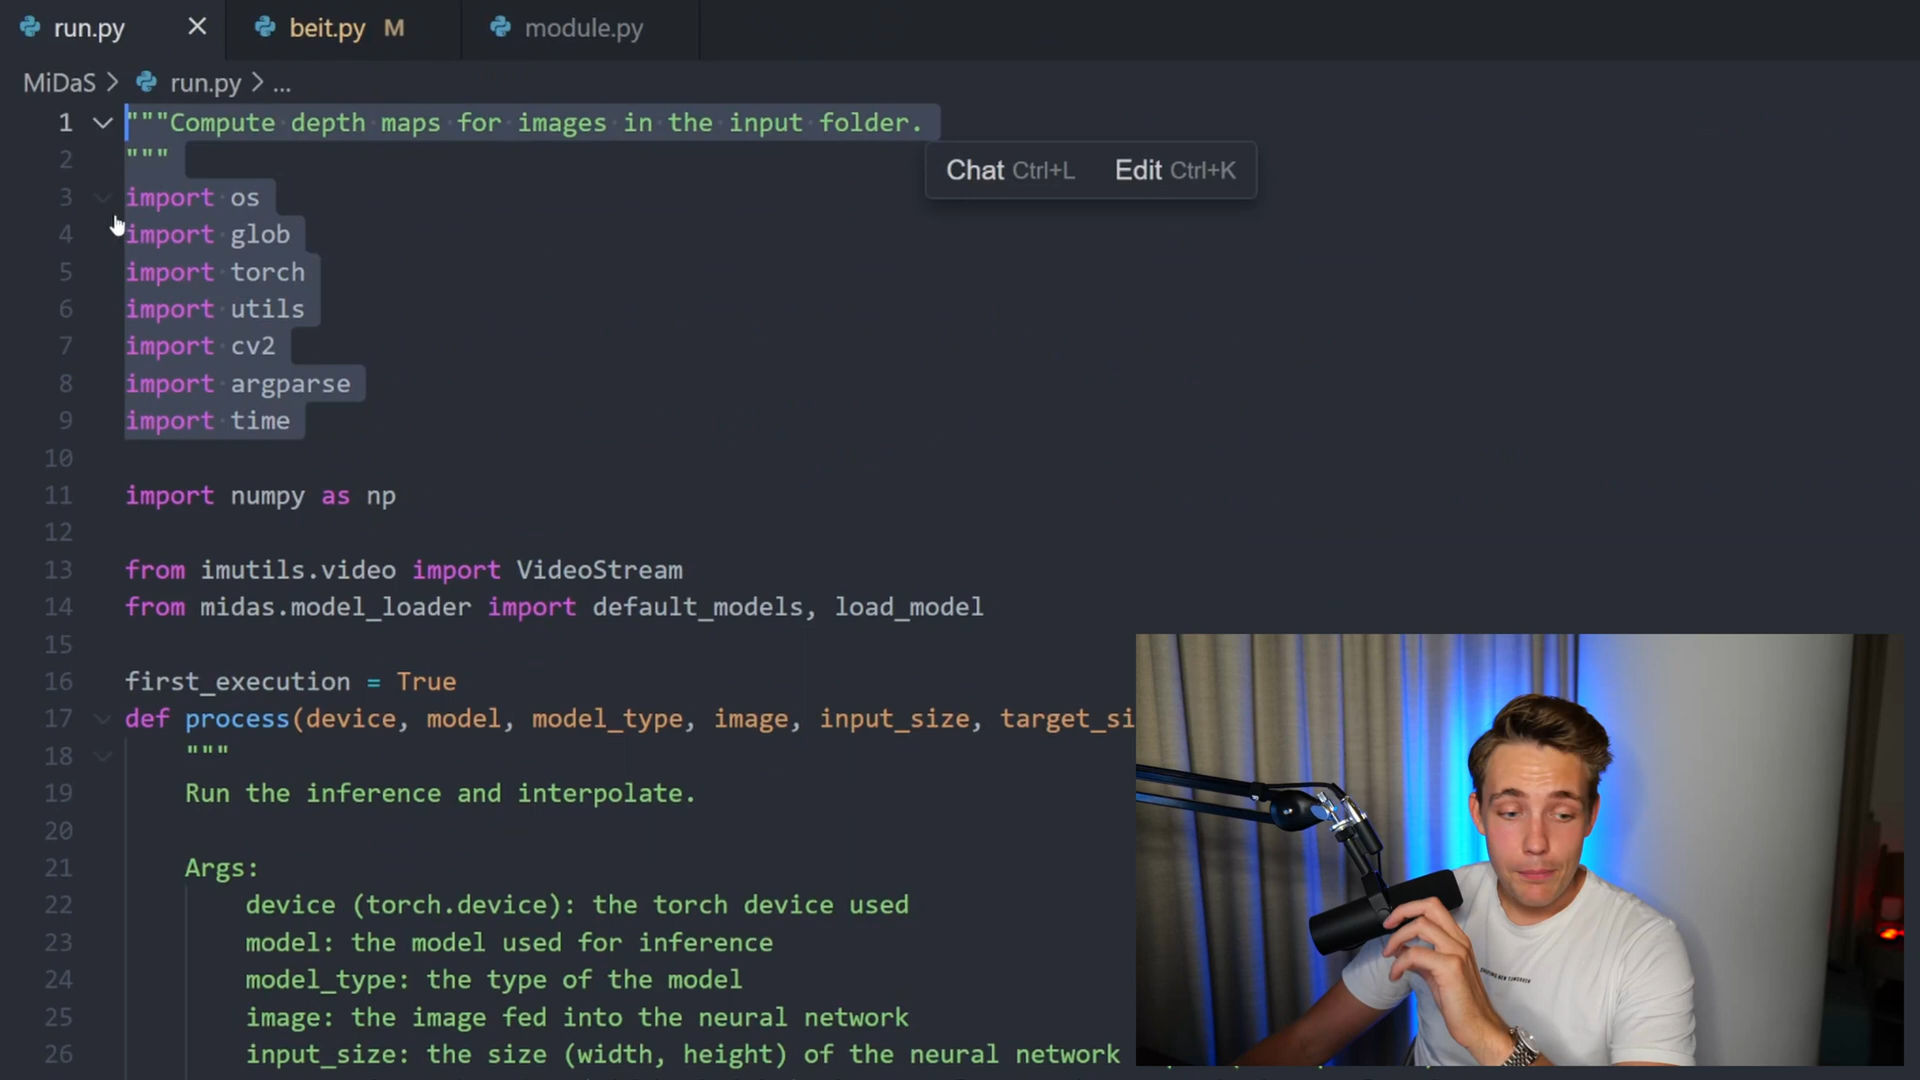 run.py
beit.py M
module.py
MiDaS > run.py > ...
1 """Compute depth maps for images in the input folder.
2 """
Chat Ctrl+L Edit Ctrl+K
3 import os
4 import glob
5 import torch
6 import utils
7 import cv2
8 import argparse
9 import time
10
11 import numpy as np
12
13 from imutils.video import VideoStream
14 from midas.model_loader import default_models, load_model
15
16 first_execution = True
17 def process(device, model, model_type, image, input_size, target_si
18 """
19 Run the inference and interpolate.
20
21 Args:
22 device (torch.device): the torch device used
23 model: the model used for inference
24 model_type: the type of the model
25 image: the image fed into the neural network
26 input_size: the size (width, height) of the neural network